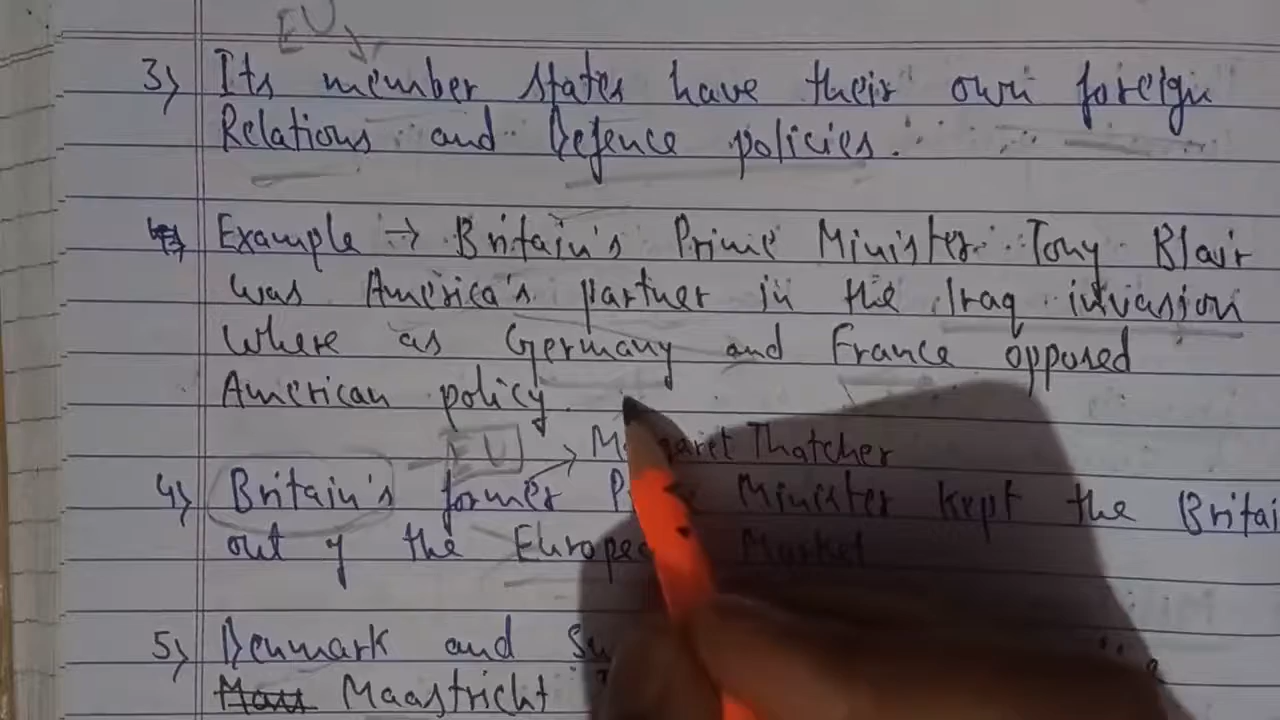 EU
3) Its member states have their own foreign
Relations and Defence policies.
Example → Britain's Prime Minister Tony Blair
was America's partner in the Iraq invasion
where as Germany and France opposed
American policy.
EU → Margaret Thatcher
4) Britain's former Minister kept the
out of the Market
5) Denmark and
Maastricht